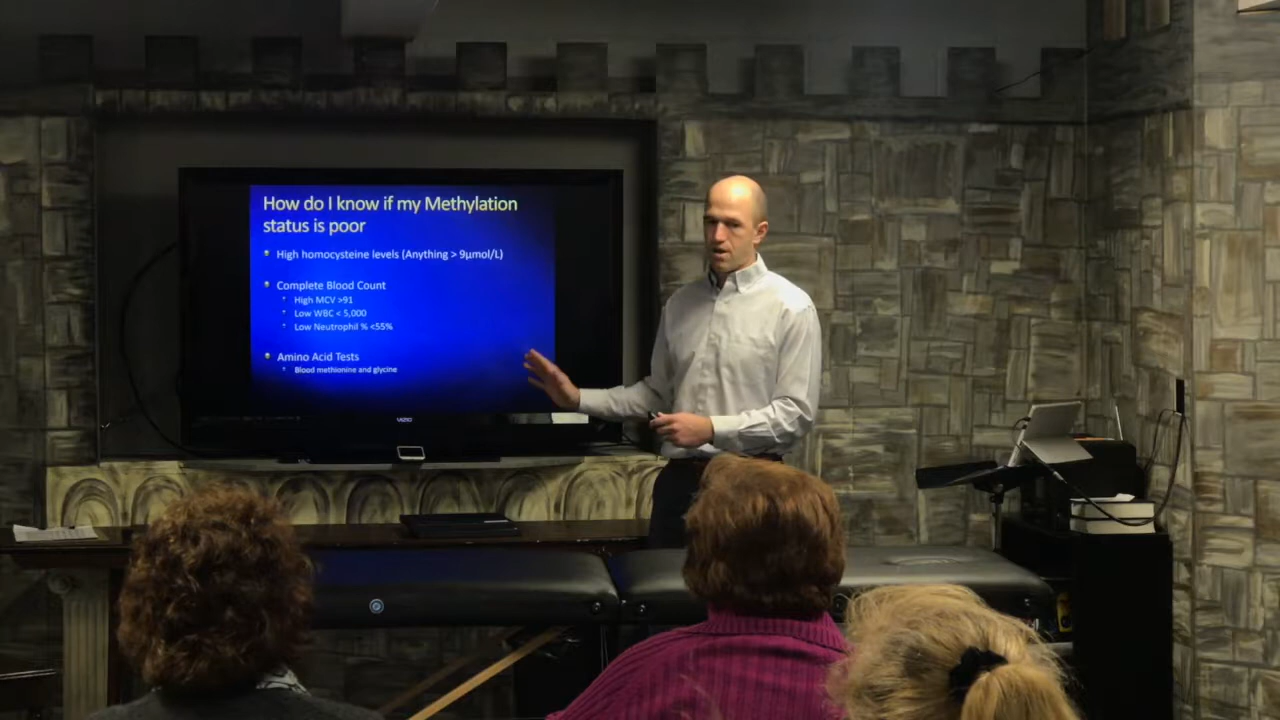 How do I know if my Methylation
status is poor
High homocysteine levels (Anything > 9µmol/L)
Complete Blood Count
High MCV >91
Low WBC < 5,000
Low Neutrophil % <55%
Amino Acid Tests
Blood methionine and glycine
VIZIO